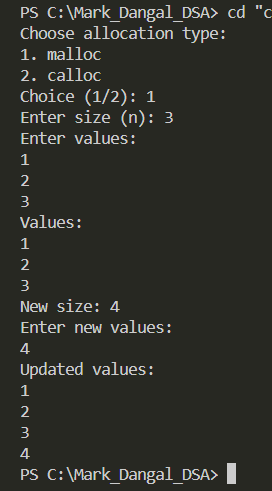 PS C:\Mark_Dangal_DSA> cd "c
Choose allocation type:
1. malloc
2. calloc
Choice (1/2): 1
Enter size (n): 3
Enter values:
1
2
3
Values:
1
2
3
New size: 4
Enter new values:
4
Updated values:
1
2
3
4
PS C:\Mark_Dangal_DSA>